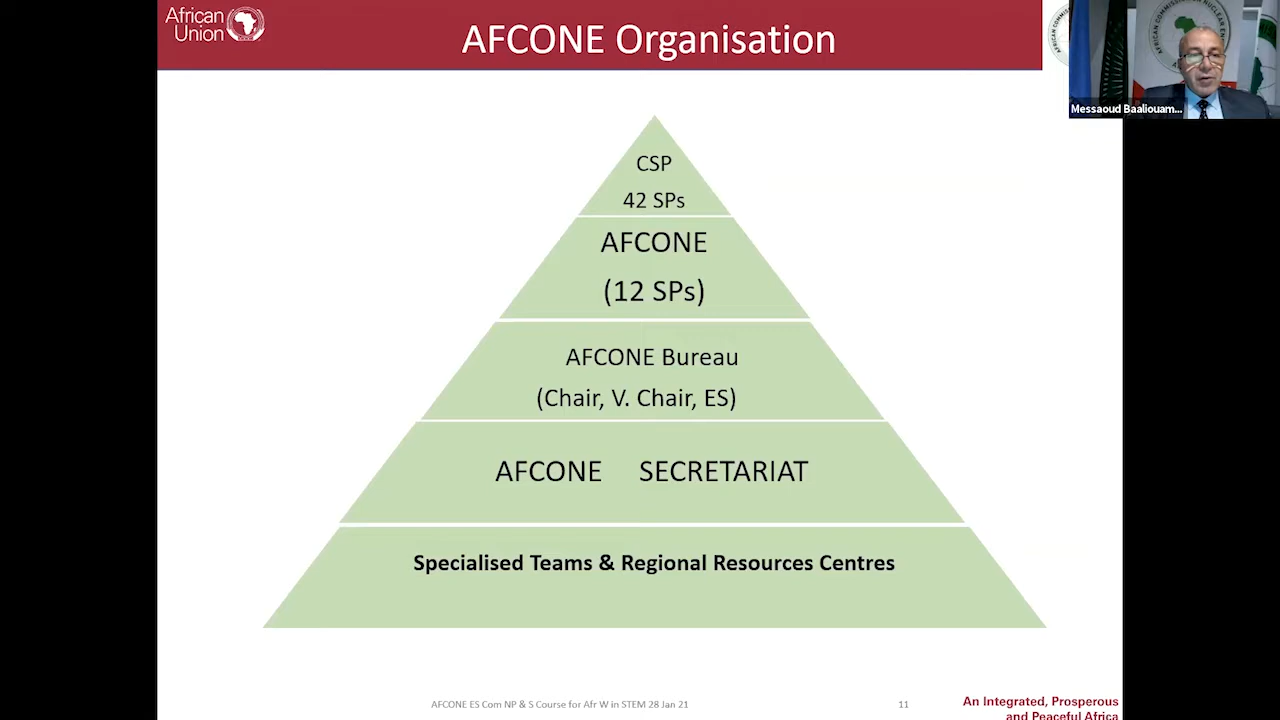 African
Union
AFCONE Organisation
Messaoud Baaliouam...
CSP
42 SPs
AFCONE
(12 SPs)
AFCONE Bureau
(Chair, V. Chair, ES)
AFCONE SECRETARIAT
Specialised Teams & Regional Resources Centres
AFCONE ES Com NP & S Course for Afr W in STEM 28 Jan 21
11
An Integrated, Prosperous
and Peaceful Africa